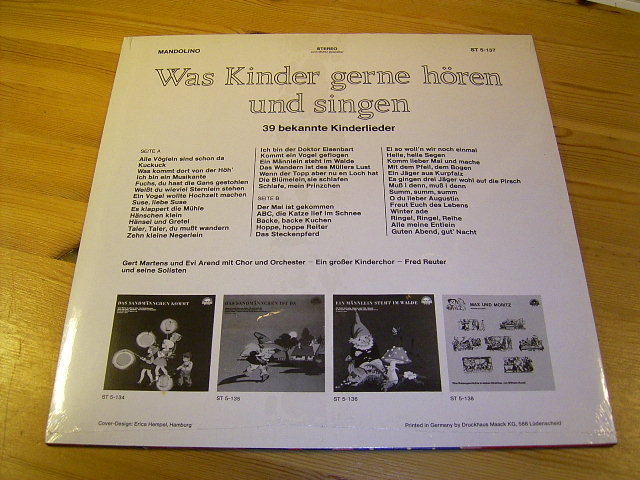 MANDOLINO
STEREO
ST 5-137
Was Kinder gerne hören
und singen
39 bekannte Kinderlieder
SEITE A
Alle Vöglein sind schon da
Kuckuck
Was kommt dort von der Höh'
Ich bin ein Musikante
Fuchs, du hast die Gans gestohlen
Weißt du wieviel Sternlein stehen
Ein Vogel wollte Hochzeit machen
Suse, liebe Suse
Es klappert die Mühle
Hänschen klein
Hänsel und Gretel
Taler, Taler, du mußt wandern
Zehn kleine Negerlein
Ich bin der Doktor Eisenbart
Kommt ein Vogel geflogen
Ein Männlein steht im Walde
Das Wandern ist des Müllers Lust
Wenn der Topp aber nu en Loch hat
Die Blümelein, sie schlafen
Schlafe, mein Prinzchen
SEITE B
Der Mai ist gekommen
ABC, die Katze lief im Schnee
Backe, backe Kuchen
Hoppe, hoppe Reiter
Das Steckenpferd
Ei so woll'n wir noch einmal
Heile, heile Segen
Komm lieber Mai und mache
Mit dem Pfeil, dem Bogen
Ein Jäger aus Kurpfalz
Es gingen drei Jäger wohl auf die Pirsch
Muß i denn, muß i denn
Summ, summ, summ
O du lieber Augustin
Freut Euch des Lebens
Winter ade
Ringel, Ringel, Reihe
Alle meine Entlein
Guten Abend, gut' Nacht
Gert Martens und Evi Arend mit Chor und Orchester – Ein großer Kinderchor – Fred Reuter
und seine Solisten
DAS SANDMÄNNCHEN KOMMT
DAS SANDMÄNNCHEN IST DA
EIN MÄNNLEIN STEHT IM WALDE
MAX UND MORITZ
ST 5-134
ST 5-135
ST 5-136
ST 5-138
Cover-Design: Erica Hempel, Hamburg
Printed in Germany by Druckhaus Maack KG, 588 Lüdenscheid